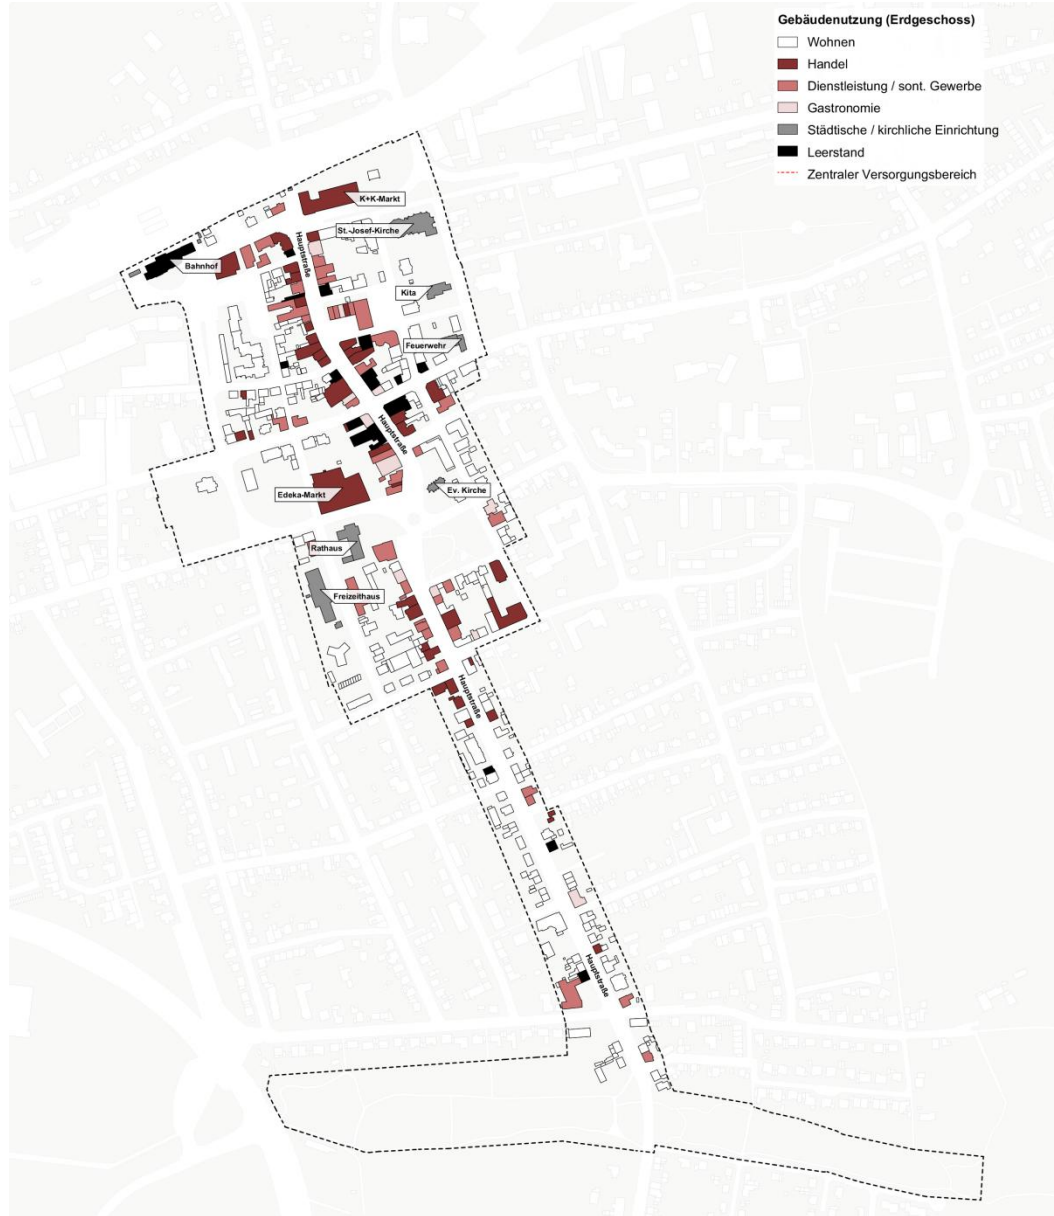 Gebäudenutzung (Erdgeschoss)
Wohnen
Handel
Dienstleistung / sont. Gewerbe
Gastronomie
Städtische / kirchliche Einrichtung
Leerstand
Zentraler Versorgungsbereich
K+K-Markt
St.-Josef-Kirche
Hauptstraße
Bahnhof
Kita
Feuerwehr
Hauptstraße
Edeka-Markt
Ev. Kirche
Rathaus
Freizeithaus
Hauptstraße
Hauptstraße